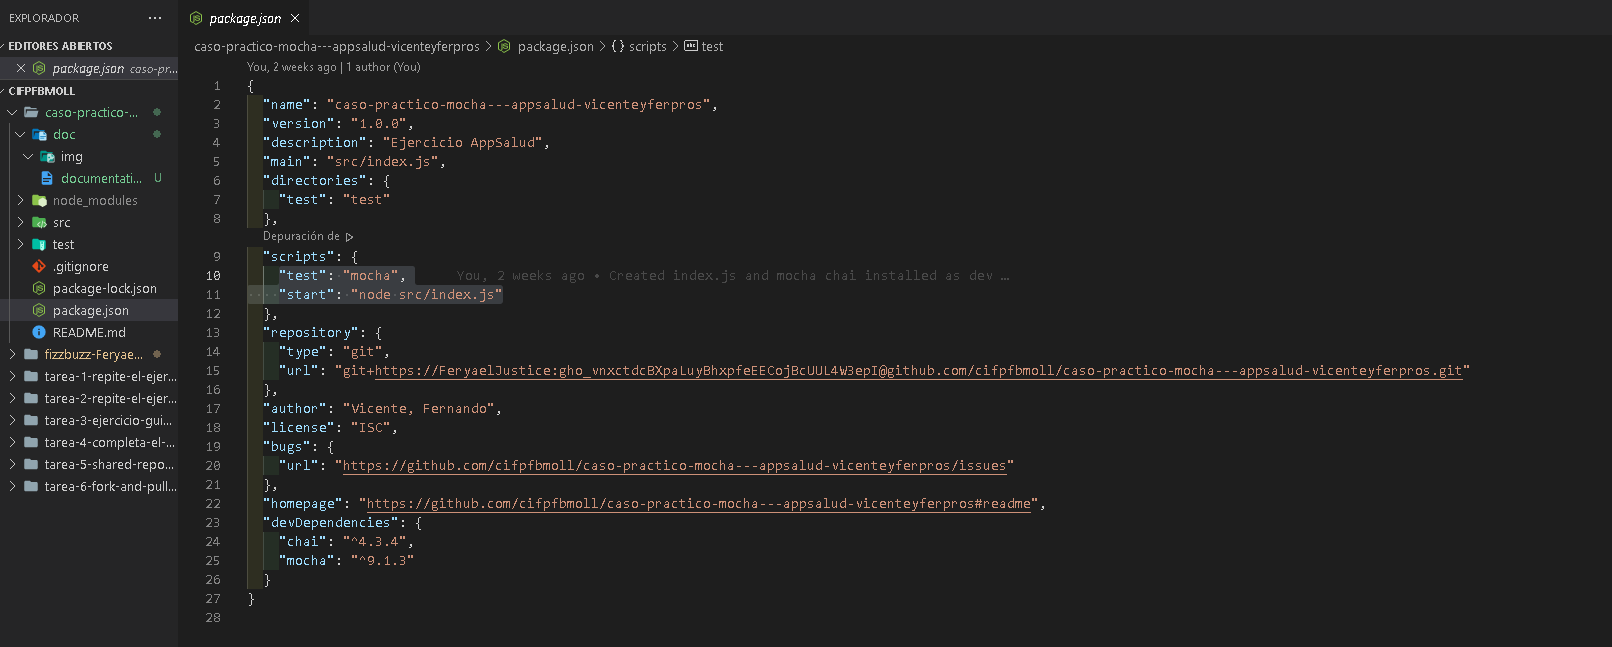 EXPLORADOR
···
package.json
EDITORES ABIERTOS
package.json caso-pr...
CIFPFBMOLL
caso-practico-...
doc
img
documentati... U
node_modules
src
test
.gitignore
package-lock.json
package.json
README.md
fizzbuzz-Feryae...
tarea-1-repite-el-ejer...
tarea-2-repite-el-ejer...
tarea-3-ejercicio-gui...
tarea-4-completa-el-...
tarea-5-shared-repo...
tarea-6-fork-and-pull...
caso-practico-mocha---appsalud-vicenteyferpros > package.json > {} scripts > abc test
You, 2 weeks ago | 1 author (You)
1 {
2 "name": "caso-practico-mocha---appsalud-vicenteyferpros",
3 "version": "1.0.0",
4 "description": "Ejercicio AppSalud",
5 "main": "src/index.js",
6 "directories": {
7 "test": "test"
8 },
Depuración de
9 "scripts": {
10 "test": "mocha", You, 2 weeks ago • Created index.js and mocha chai installed as dev …
11 "start": "node src/index.js"
12 },
13 "repository": {
14 "type": "git",
15 "url": "git+https://FeryaelJustice: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@github.com/cifpfbmoll/caso-practico-mocha---appsalud-vicenteyferpros.git"
16 },
17 "author": "Vicente, Fernando",
18 "license": "ISC",
19 "bugs": {
20 "url": "https://github.com/cifpfbmoll/caso-practico-mocha---appsalud-vicenteyferpros/issues"
21 },
22 "homepage": "https://github.com/cifpfbmoll/caso-practico-mocha---appsalud-vicenteyferpros#readme",
23 "devDependencies": {
24 "chai": "^4.3.4",
25 "mocha": "^9.1.3"
26 }
27 }
28